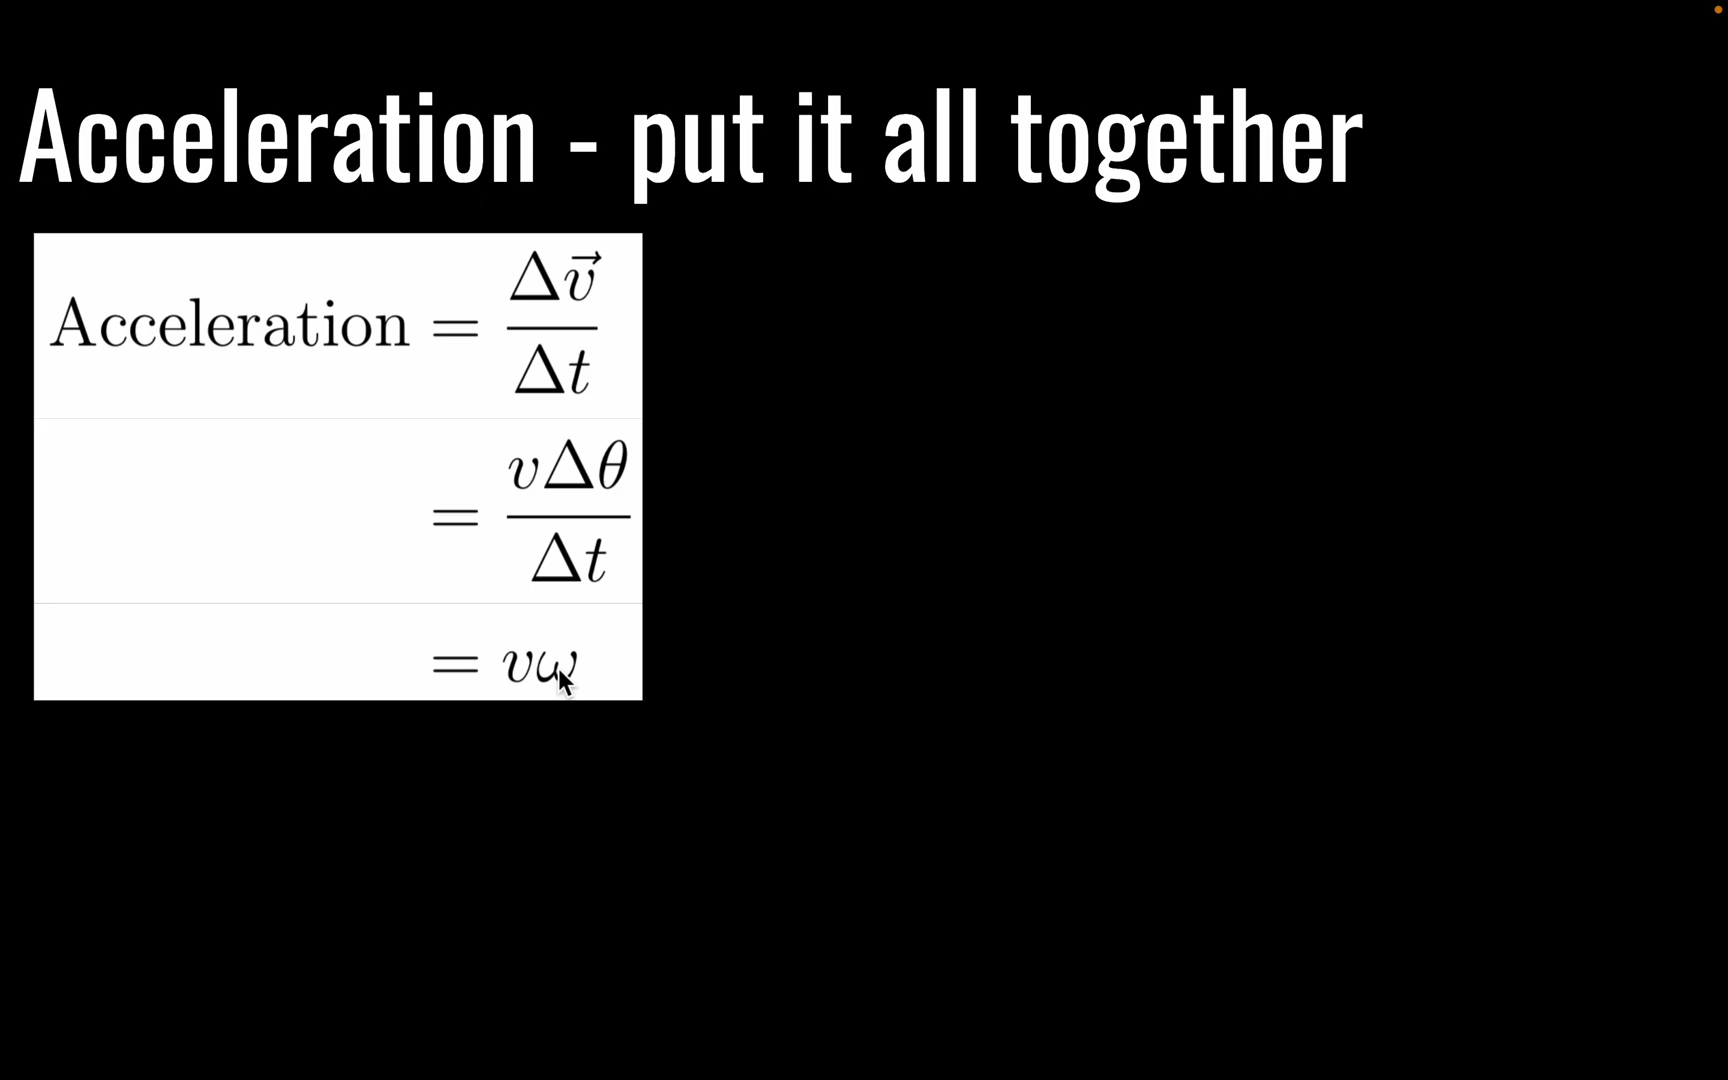 Acceleration - put it all together
Acceleration = Δv⃗ / Δt
= vΔθ / Δt
= vω